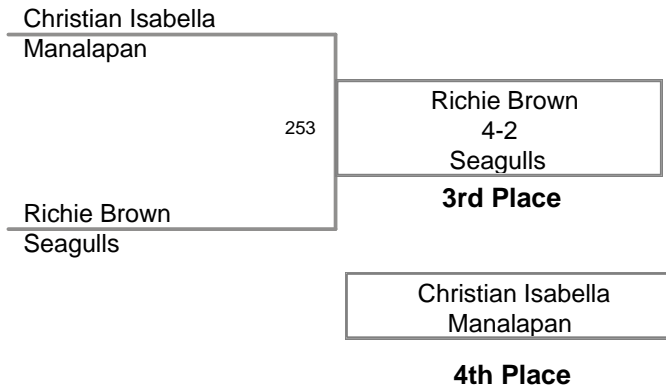 Christian Isabella
Manalapan
253
Richie Brown
4-2
Seagulls
3rd Place
Richie Brown
Seagulls
Christian Isabella
Manalapan
4th Place